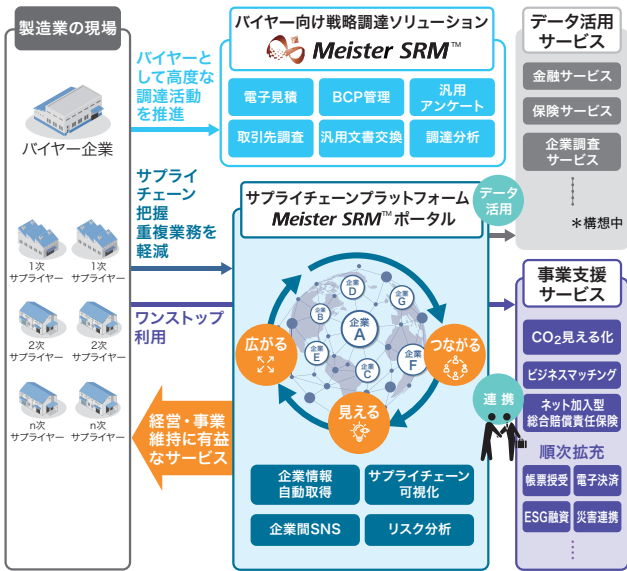 製造業の現場
バイヤー企業
1次
サプライヤー
1次
サプライヤー
2次
サプライヤー
2次
サプライヤー
n次
サプライヤー
n次
サプライヤー
バイヤーと
して高度な
調達活動
を推進
サプライ
チェーン
把握
重複業務を
軽減
ワンストップ
利用
経営・事業
維持に有益
なサービス
バイヤー向け戦略調達ソリューション
Meister SRM™
電子見積
BCP管理
汎用
アンケート
取引先調査
汎用文書交換
調達分析
サプライチェーンプラットフォーム
Meister SRM™ポータル
企業
D
企業
G
企業
B
企業
A
企業
E
企業
C
企業
F
広がる
つながる
見える
企業情報
自動取得
サプライチェーン
可視化
企業間SNS
リスク分析
データ
活用
連携
データ活用
サービス
金融サービス
保険サービス
企業調査
サービス
＊構想中
事業支援
サービス
CO2見える化
ビジネスマッチング
ネット加入型
総合賠償責任保険
順次拡充
帳票授受
電子決済
ESG融資
災害連携